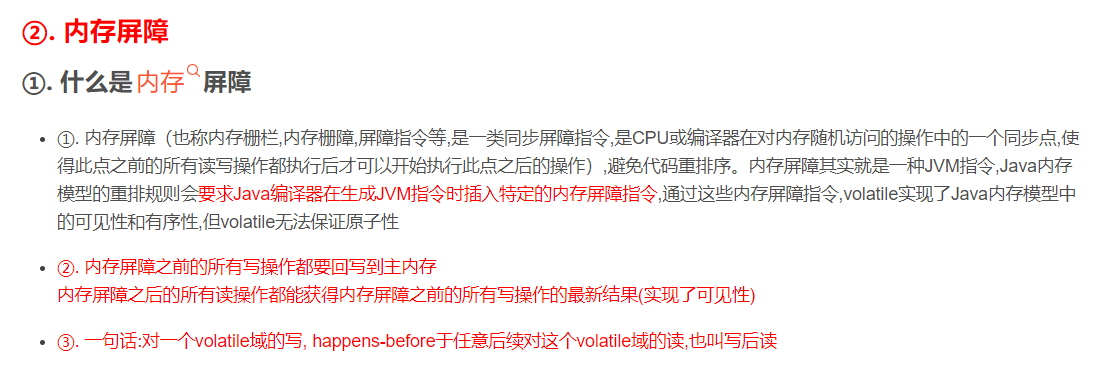 ②. 内存屏障
①. 什么是内存屏障
①. 内存屏障（也称内存栅栏,内存栅障,屏障指令等,是一类同步屏障指令,是CPU或编译器在对内存随机访问的操作中的一个同步点,使
得此点之前的所有读写操作都执行后才可以开始执行此点之后的操作）,避免代码重排序。内存屏障其实就是一种JVM指令,Java内存
模型的重排规则会要求Java编译器在生成JVM指令时插入特定的内存屏障指令,通过这些内存屏障指令,volatile实现了Java内存模型中
的可见性和有序性,但volatile无法保证原子性
②. 内存屏障之前的所有写操作都要回写到主内存
内存屏障之后的所有读操作都能获得内存屏障之前的所有写操作的最新结果(实现了可见性)
③. 一句话:对一个volatile域的写, happens-before于任意后续对这个volatile域的读,也叫写后读